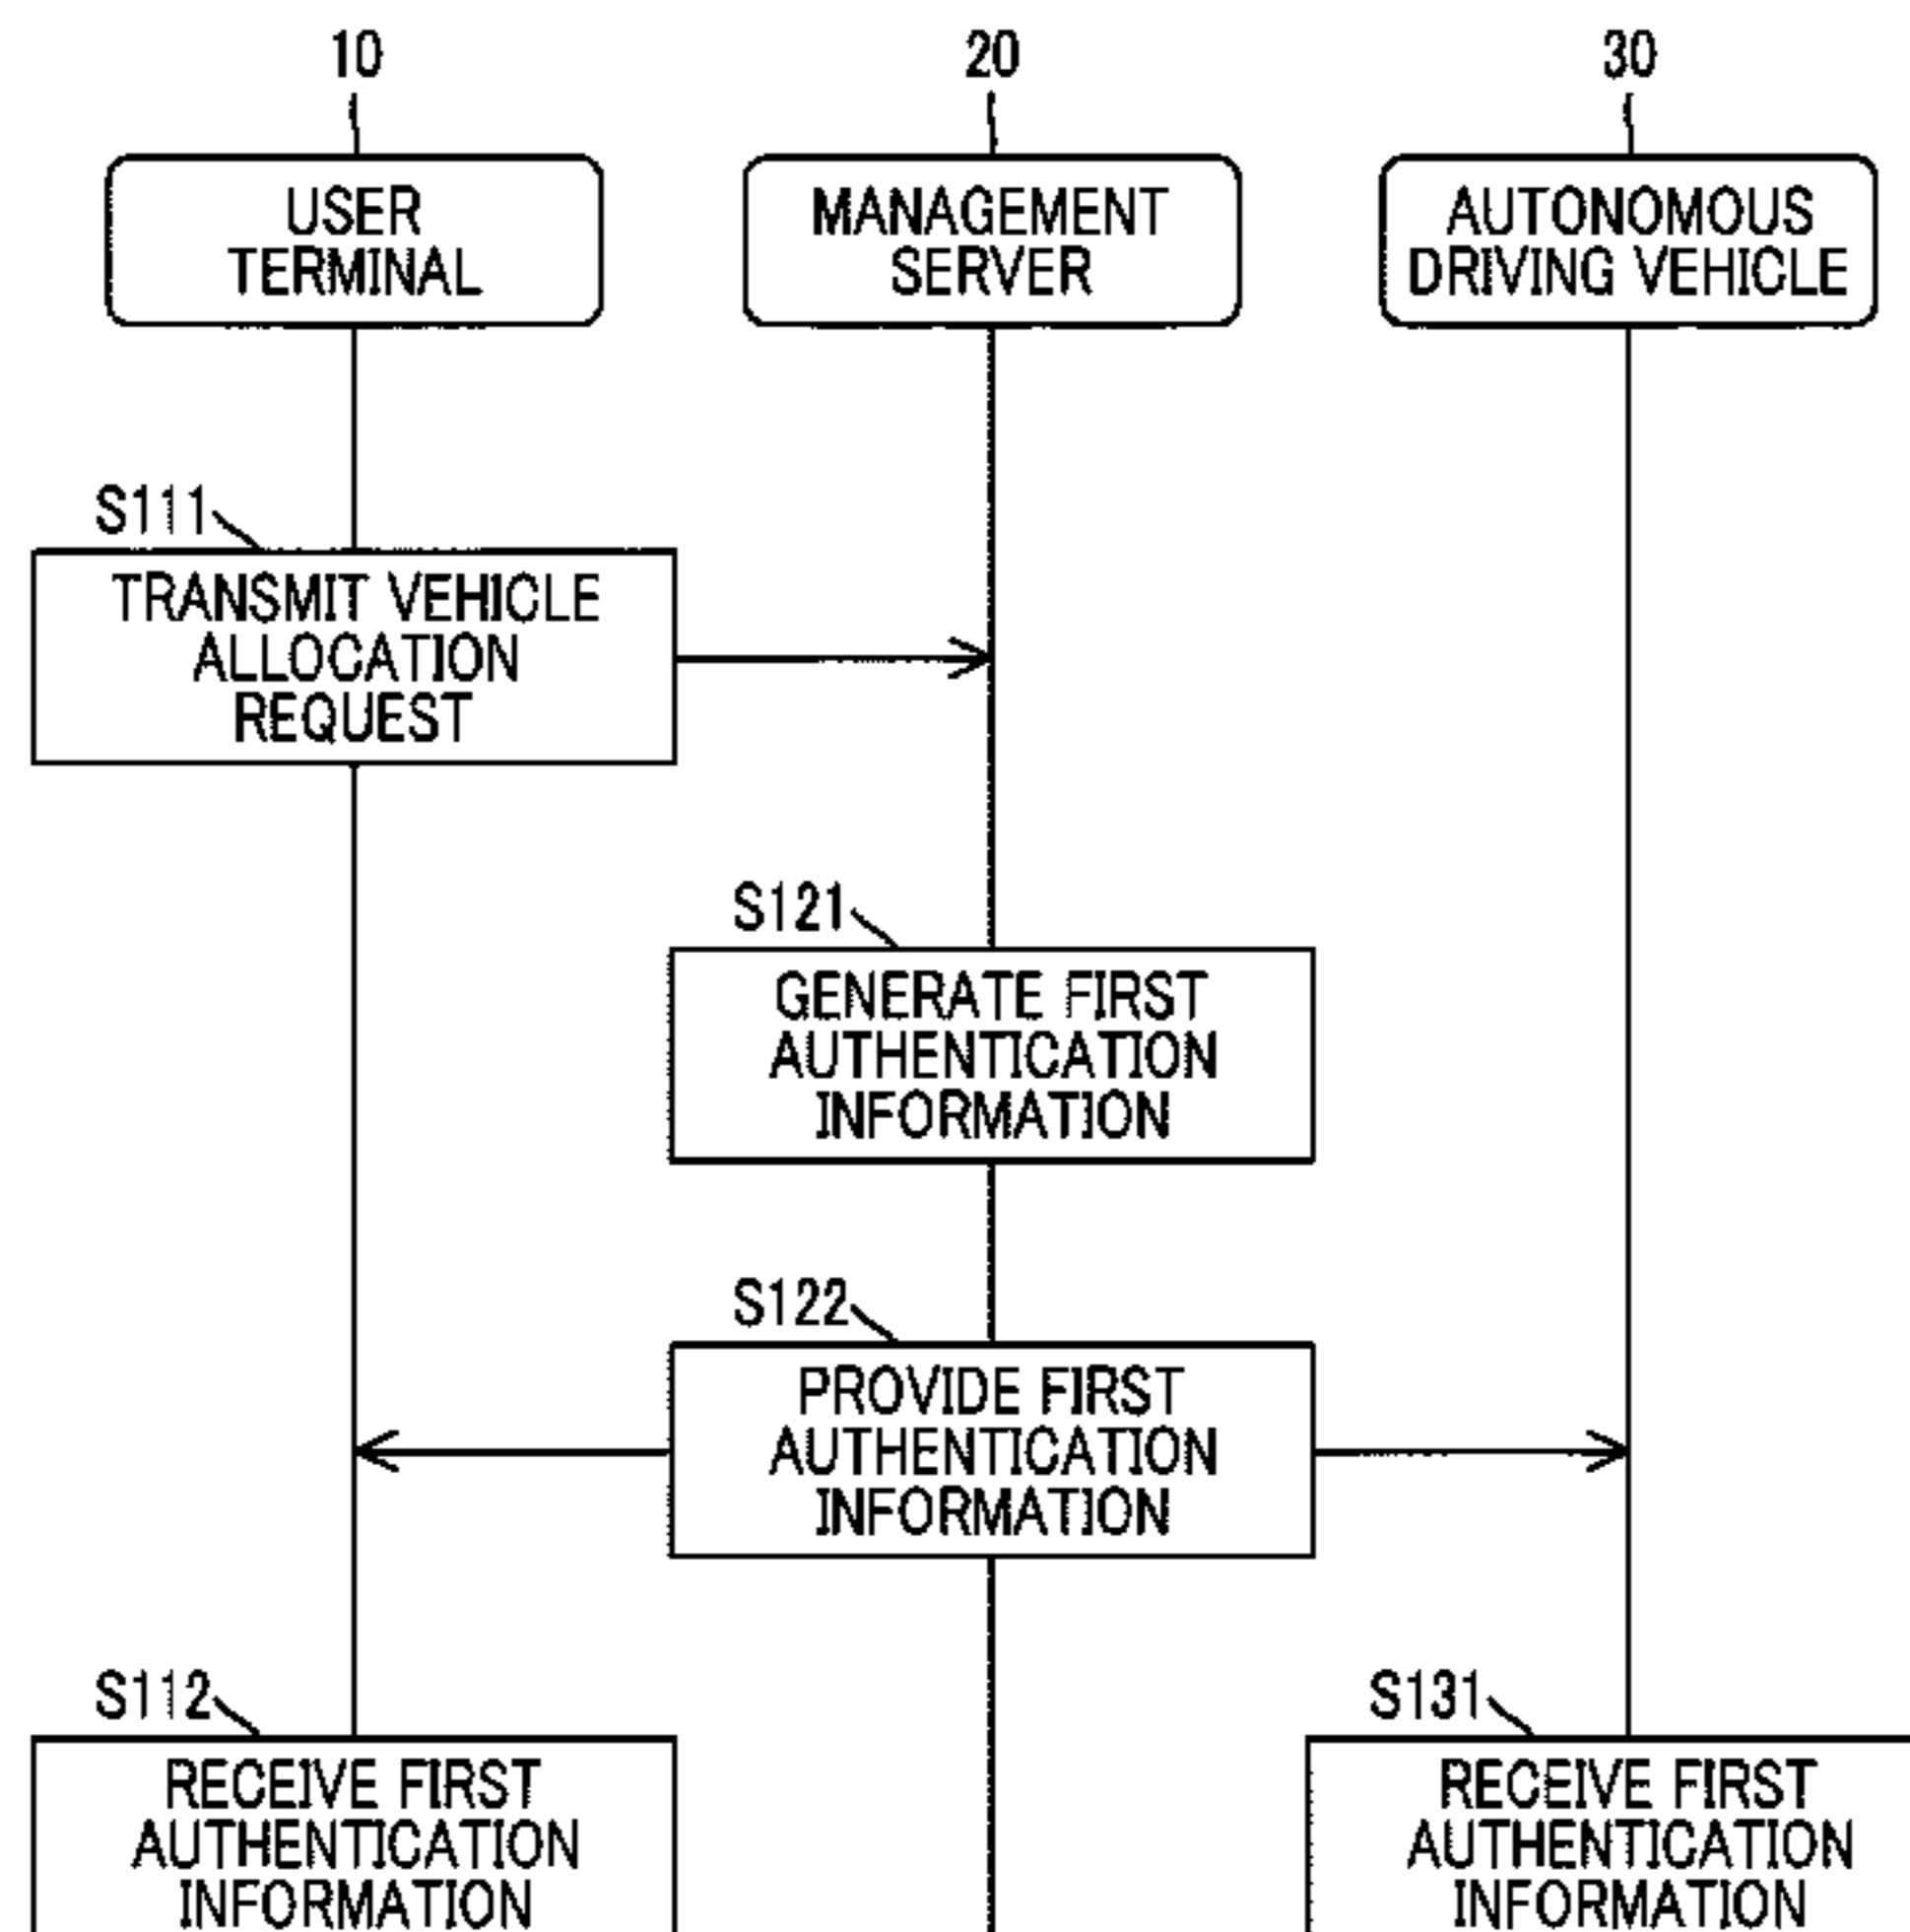 10
20
30
USER
TERMINAL
MANAGEMENT
SERVER
AUTONOMOUS
DRIVING VEHICLE
S111
TRANSMIT VEHICLE
ALLOCATION
REQUEST
S121
GENERATE FIRST
AUTHENTICATION
INFORMATION
S122
PROVIDE FIRST
AUTHENTICATION
INFORMATION
S112
RECEIVE FIRST
AUTHENTICATION
INFORMATION
S131
RECEIVE FIRST
AUTHENTICATION
INFORMATION